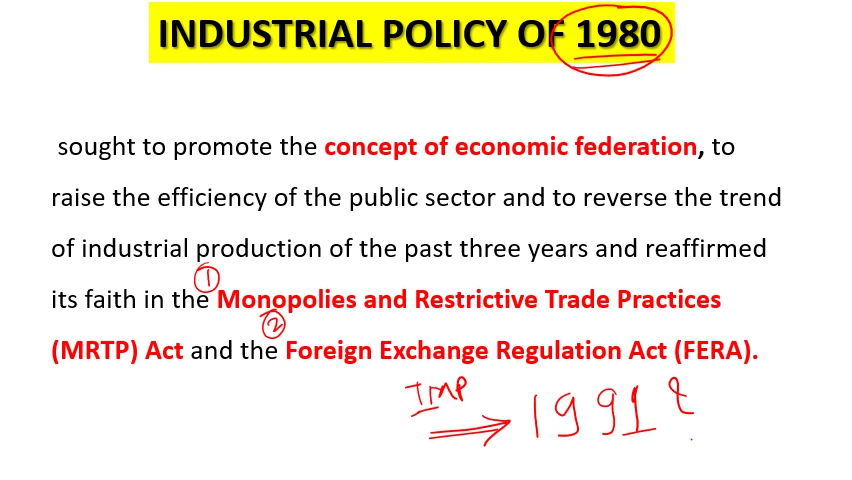 INDUSTRIAL POLICY OF 1980
sought to promote the concept of economic federation, to
raise the efficiency of the public sector and to reverse the trend
of industrial production of the past three years and reaffirmed
1
its faith in the Monopolies and Restrictive Trade Practices
2
(MRTP) Act and the Foreign Exchange Regulation Act (FERA).
IMP
1991